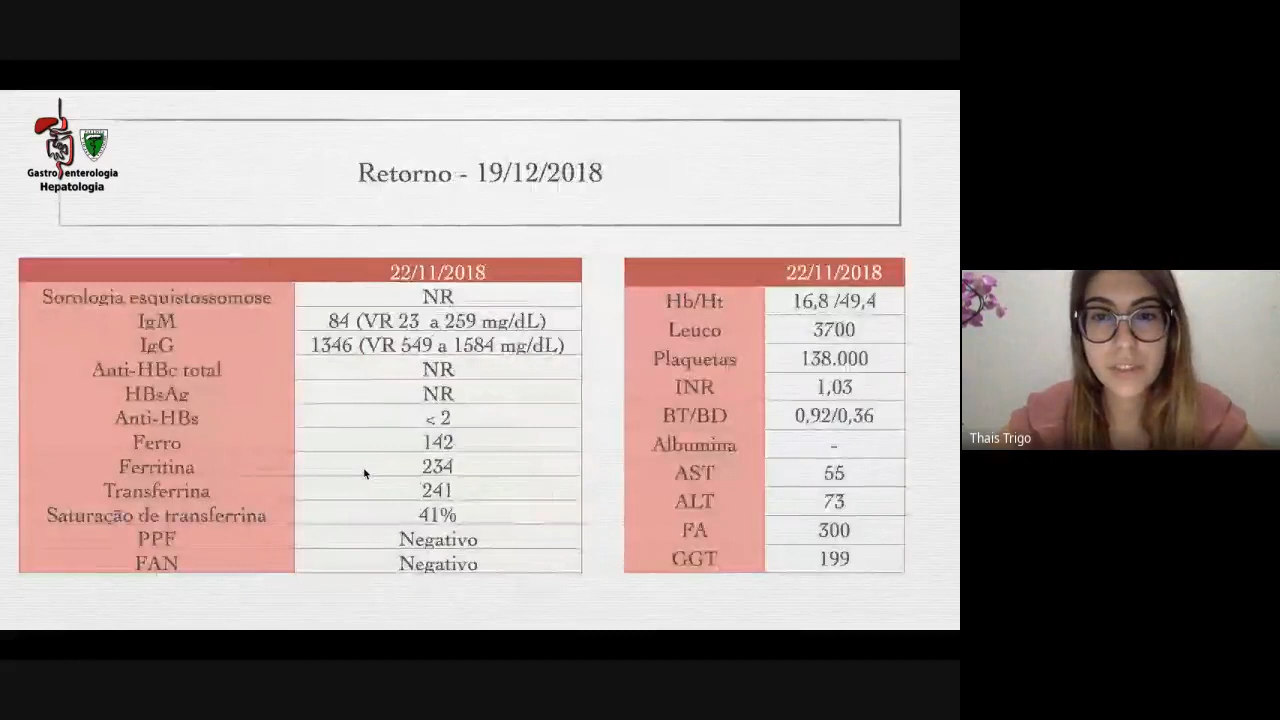 Gastroenterologia
Hepatologia
Retorno - 19/12/2018
22/11/2018
Sorologia esquistossomose NR
IgM 84 (VR 23 a 259 mg/dL)
IgG 1346 (VR 549 a 1584 mg/dL)
Anti-HBc total NR
HBsAg NR
Anti-HBs < 2
Ferro 142
Ferritina 234
Transferrina 241
Saturação de transferrina 41%
PPF Negativo
FAN Negativo
22/11/2018
Hb/Ht 16,8 /49,4
Leuco 3700
Plaquetas 138.000
INR 1,03
BT/BD 0,92/0,36
Albumina -
AST 55
ALT 73
FA 300
GGT 199
Thais Trigo